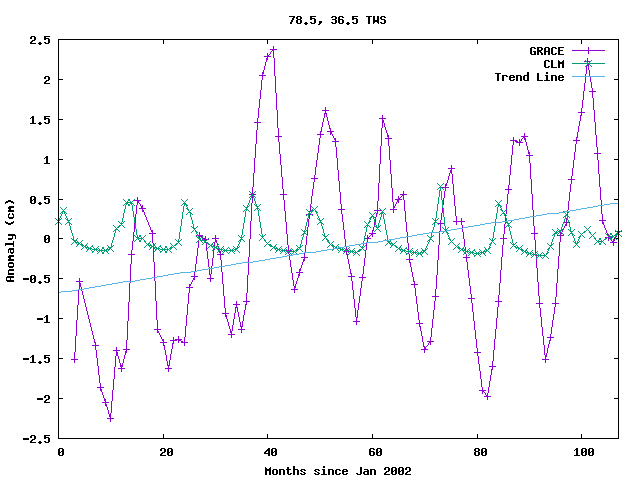 78.5, 36.5 TWS
GRACE
CLM
Trend Line
Anomaly (cm)
2.5
2
1.5
1
0.5
0
-0.5
-1
-1.5
-2
-2.5
0 20 40 60 80 100
Months since Jan 2002